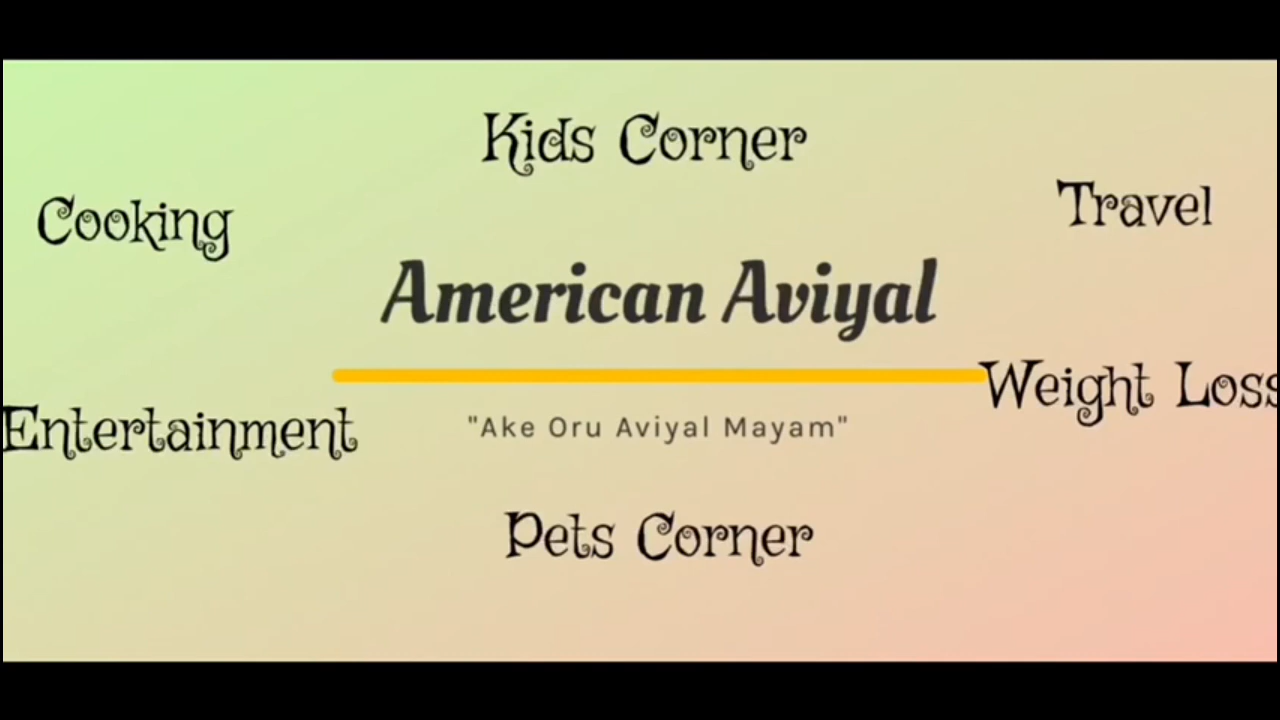 Kids Corner
Cooking
Travel
American Aviyal
Weight Loss
"Ake Oru Aviyal Mayam"
Entertainment
Pets Corner